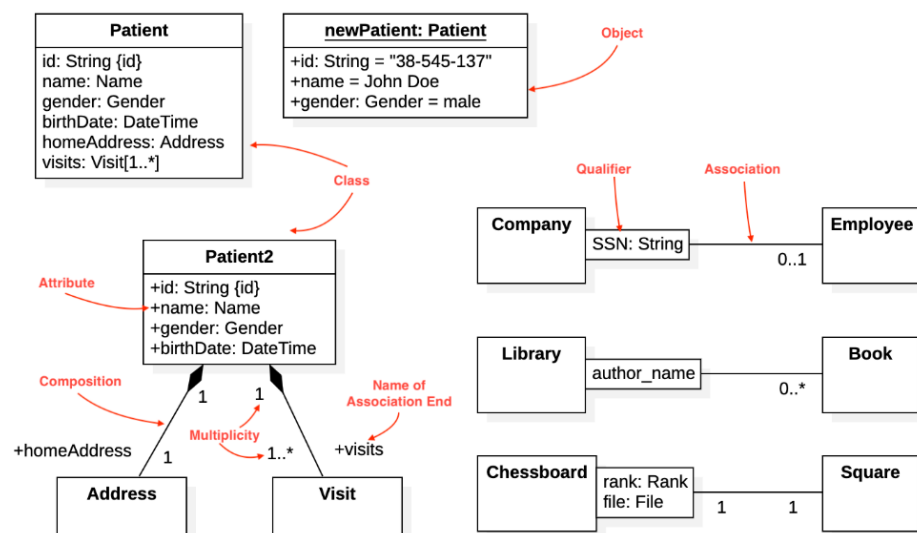 Patient
id: String {id}
name: Name
gender: Gender
birthDate: DateTime
homeAddress: Address
visits: Visit[1..*]
newPatient: Patient
+id: String = "38-545-137"
+name = John Doe
+gender: Gender = male
Object
Class
Patient2
+id: String {id}
+name: Name
+gender: Gender
+birthDate: DateTime
Attribute
Composition
1
1
Name of
Association End
Multiplicity
+homeAddress
1
1..*
+visits
Address
Visit
Qualifier
Association
Company
SSN: String
0..1
Employee
Library
author_name
0..*
Book
Chessboard
rank: Rank
file: File
1
1
Square